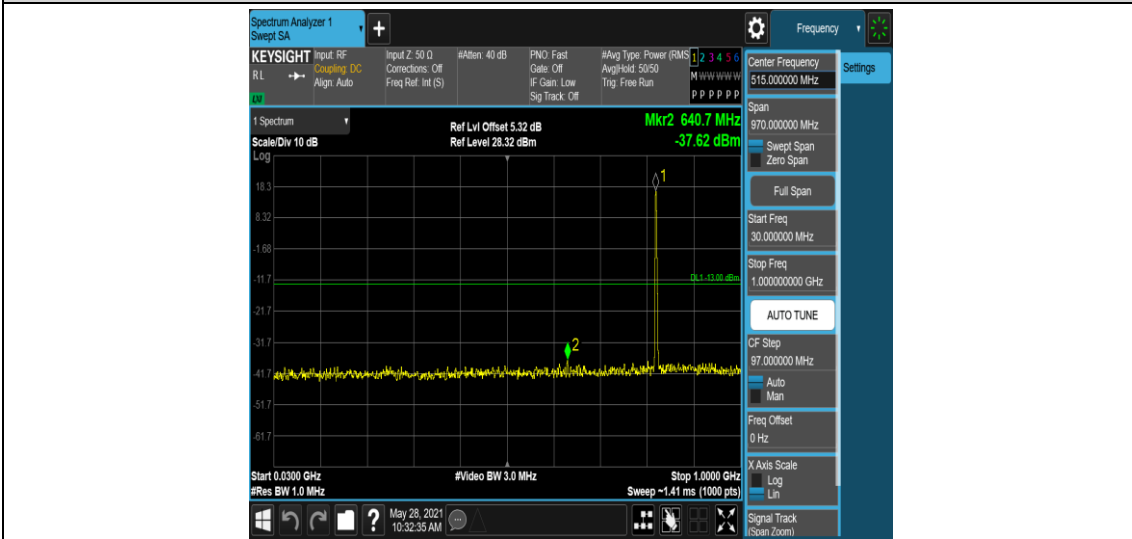 Spectrum Analyzer 1
Swept SA
+
Frequency
KEYSIGHT
RL
Input: RF
Coupling: DC
Align: Auto
Input Z: 50 Ω
Corrections: Off
Freq Ref: Int (S)
#Atten: 40 dB
PNO: Fast
Gate: Off
IF Gain: Low
Sig Track: Off
#Avg Type: Power (RMS
Avg|Hold: 50/50
Trig: Free Run
1 2 3 4 5 6
M W W W W W
P P P P P P
1 Spectrum
Scale/Div 10 dB
Log
Ref Lvl Offset 5.32 dB
Ref Level 28.32 dBm
Mkr2 640.7 MHz
-37.62 dBm
18.3
8.32
-1.68
-11.7
-21.7
-31.7
-41.7
-51.7
-61.7
1
DL1 -13.00 dBm
2
Start 0.0300 GHz
#Res BW 1.0 MHz
#Video BW 3.0 MHz
Stop 1.0000 GHz
Sweep ~1.41 ms (1000 pts)
?
May 28, 2021
10:32:35 AM
Center Frequency
515.000000 MHz
Settings
Span
970.000000 MHz
Swept Span
Zero Span
Full Span
Start Freq
30.000000 MHz
Stop Freq
1.000000000 GHz
AUTO TUNE
CF Step
97.000000 MHz
Auto
Man
Freq Offset
0 Hz
X Axis Scale
Log
Lin
Signal Track
(Span Zoom)